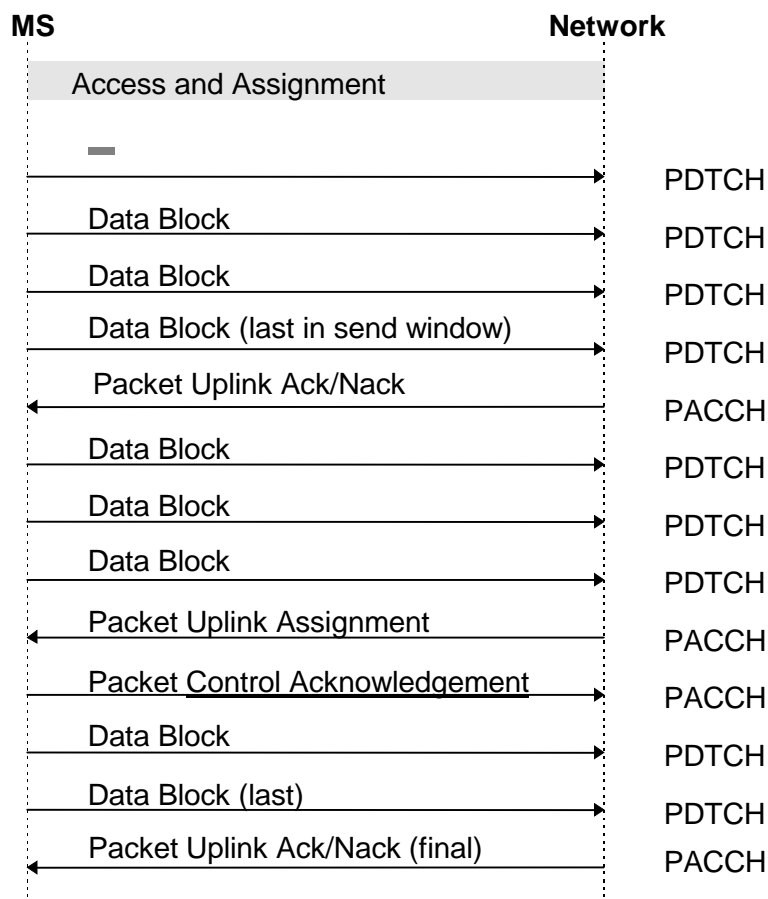 MS Network
Access and Assignment
PDTCH
Data Block
PDTCH
Data Block
PDTCH
Data Block (last in send window)
PDTCH
Packet Uplink Ack/Nack
PACCH
Data Block
PDTCH
Data Block
PDTCH
Data Block
PDTCH
Packet Uplink Assignment
PACCH
Packet Control Acknowledgement
PACCH
Data Block
PDTCH
Data Block (last)
PDTCH
Packet Uplink Ack/Nack (final)
PACCH